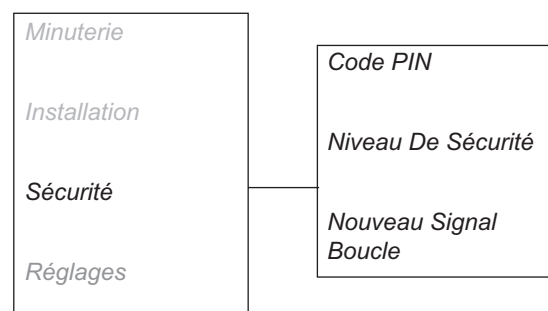 Minuterie
Installation
Sécurité
Réglages
Code PIN
Niveau De Sécurité
Nouveau Signal
Boucle